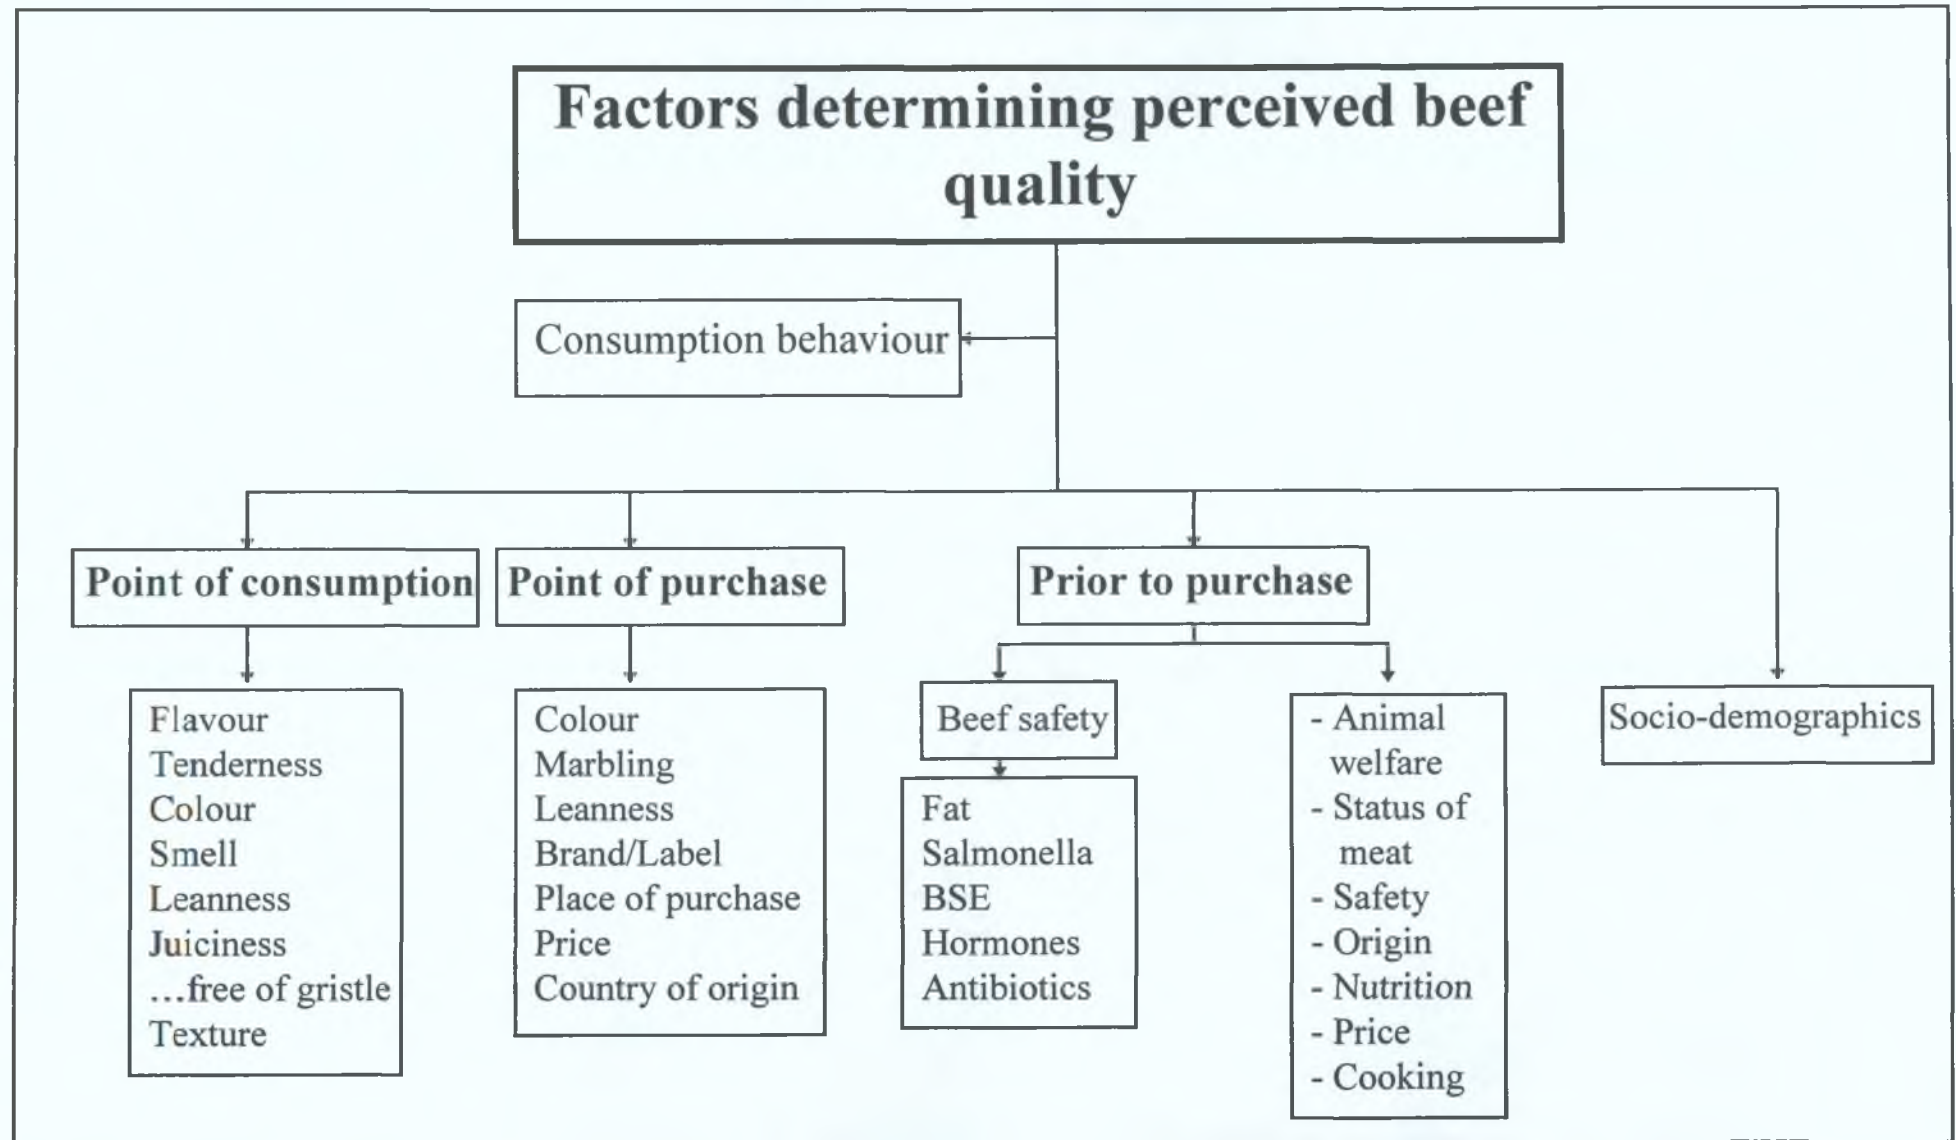 Factors determining perceived beef
quality
Consumption behaviour
Point of consumption
Point of purchase
Prior to purchase
Flavour
Tenderness
Colour
Smell
Leanness
Juiciness
...free of gristle
Texture
Colour
Marbling
Leanness
Brand/Label
Place of purchase
Price
Country of origin
Beef safety
Fat
Salmonella
BSE
Hormones
Antibiotics
- Animal
welfare
- Status of
meat
- Safety
- Origin
- Nutrition
- Price
- Cooking
Socio-demographics